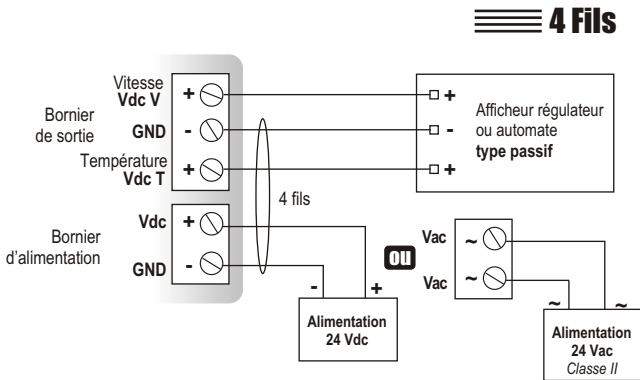 4 Fils
Vitesse
Vdc V
+
+
Bornier
de sortie
GND
-
-
Afficheur régulateur
ou automate
type passif
Température
Vdc T
+
+
4 fils
Vdc
+
Bornier
d'alimentation
GND
-
-
+
Alimentation
24 Vdc
OU
Vac
~
Vac
~
~
~
Alimentation
24 Vac
Classe II